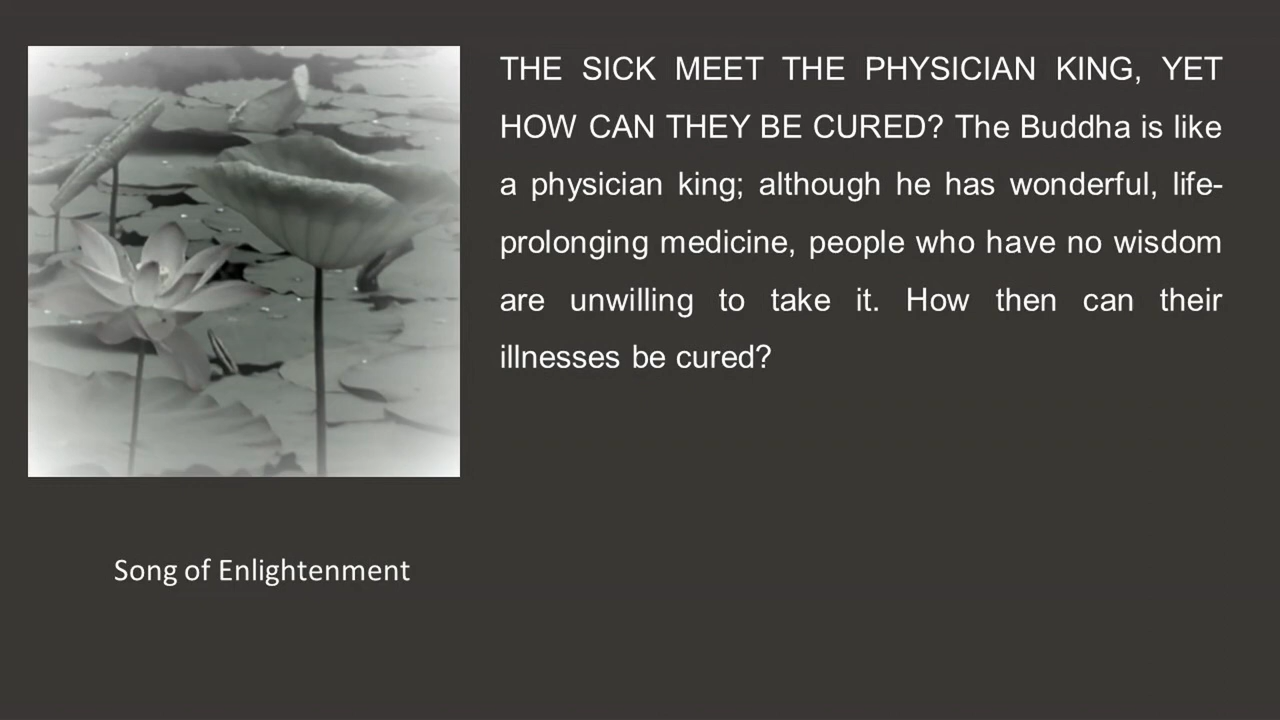 THE SICK MEET THE PHYSICIAN KING, YET
HOW CAN THEY BE CURED? The Buddha is like
a physician king; although he has wonderful, life-
prolonging medicine, people who have no wisdom
are unwilling to take it. How then can their
illnesses be cured?
Song of Enlightenment